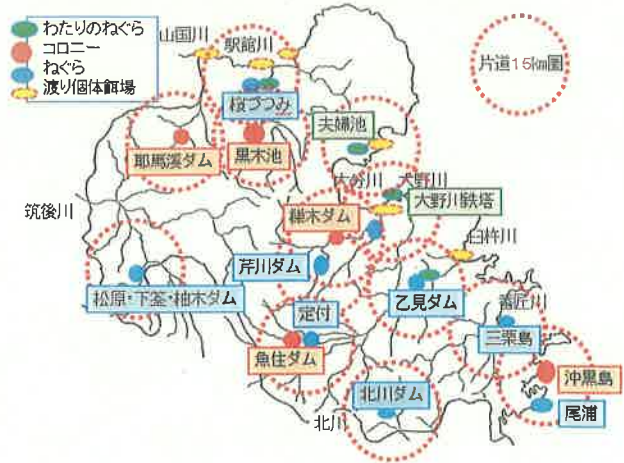 わたりのねぐら
コロニー
ねぐら
渡り個体餌場
山国川
駅館川
片道15km圏
桜づつみ
夫婦池
耶馬溪ダム
黒木池
大分川
大野川
大野川鉄塔
筑後川
臼杵川
芹川ダム
乙見ダム
松原・下筌・柚木ダム
定付
番匠川
三栗島
魚住ダム
沖黒島
北川ダム
尾浦
北川